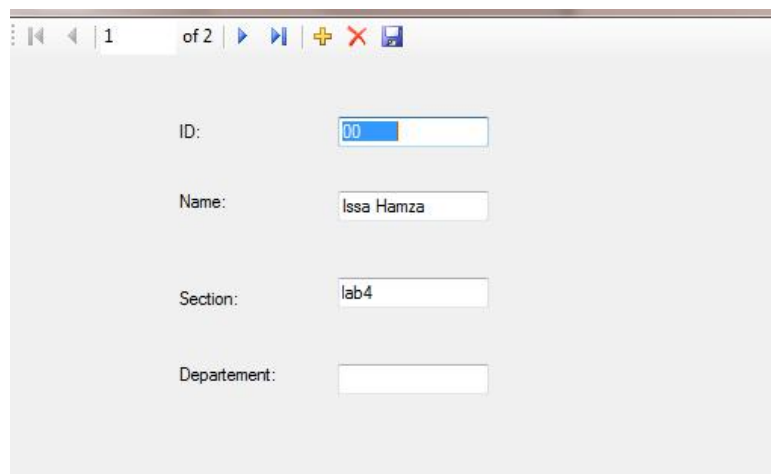 1 of 2
ID: 00
Name: Issa Hamza
Section: lab4
Departement: